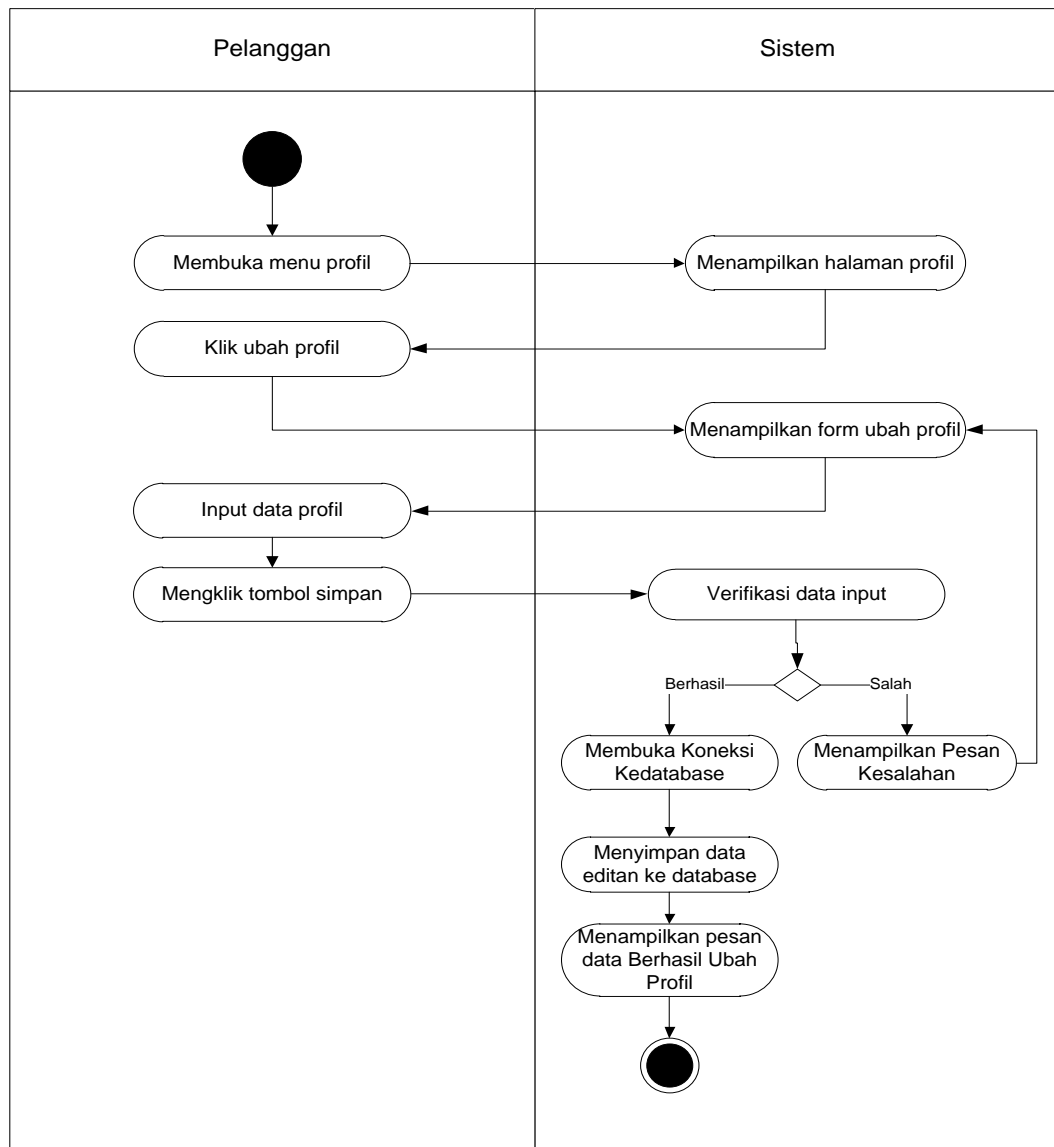 Pelanggan
Sistem
Membuka menu profil
Menampilkan halaman profil
Klik ubah profil
Menampilkan form ubah profil
Input data profil
Mengklik tombol simpan
Verifikasi data input
Berhasil
Salah
Membuka Koneksi
Kedatabase
Menampilkan Pesan
Kesalahan
Menyimpan data
editan ke database
Menampilkan pesan
data Berhasil Ubah
Profil